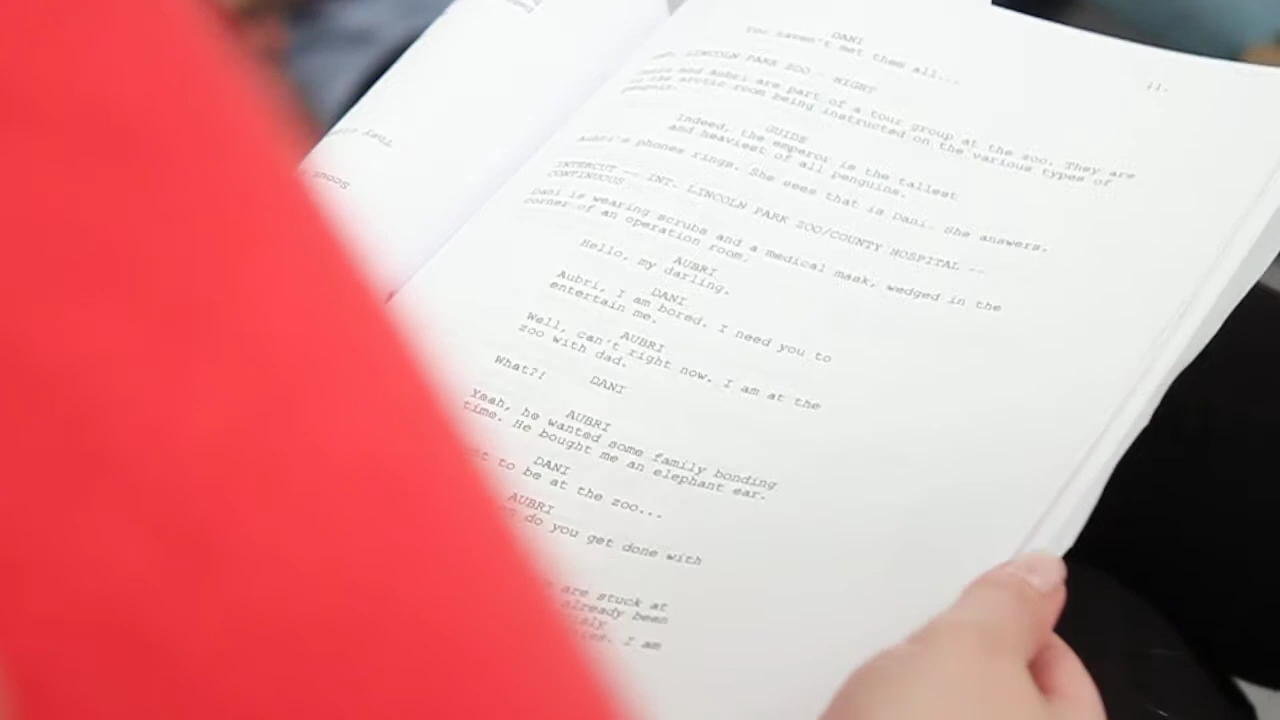 DANI
You haven't met them all...
11.
LINCOLN PARK ZOO - NIGHT
and Aubri are part of a tour group at the zoo. They are
in the arctic room being instructed on the various types of
penguin.
GUIDE
Indeed, the emperor is the tallest
and heaviest of all penguins.
Aubri's phones rings. She sees that is Dani. She answers.
INTERCUT -- INT. LINCOLN PARK ZOO/COUNTY HOSPITAL --
CONTINUOUS
Dani is wearing scrubs and a medical mask, wedged in the
corner of an operation room.
AUBRI
Hello, my darling.
DANI
Aubri, I am bored. I need you to
entertain me.
AUBRI
Well, can't right now. I am at the
zoo with dad.
DANI
What?!
AUBRI
Yeah, he wanted some family bonding
time. He bought me an elephant ear.
DANI
to be at the zoo...
AUBRI
do you get done with
are stuck at
already been
I am
They
Scout